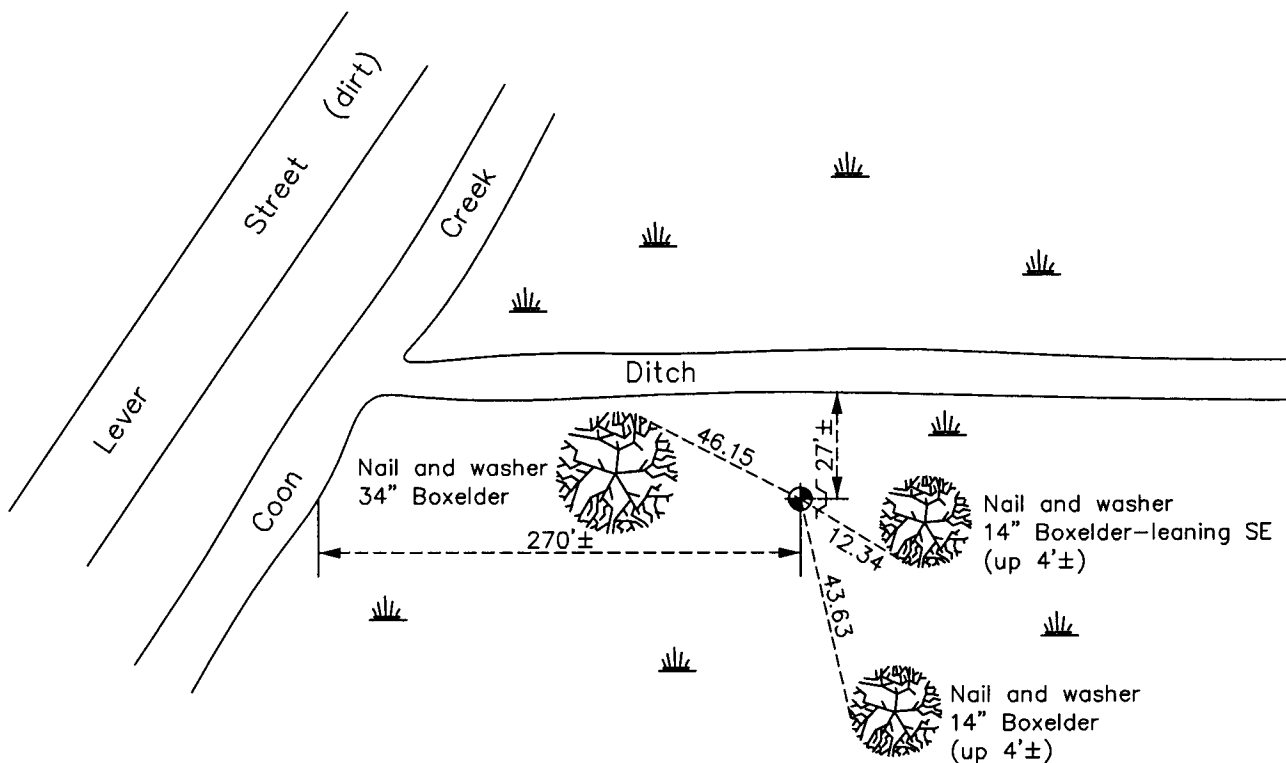 Lever Street (dirt)
Coon Creek
Ditch
46.15
27'±
Nail and washer
34" Boxelder
270'±
12.34
Nail and washer
14" Boxelder-leaning SE
(up 4'±)
43.63
Nail and washer
14" Boxelder
(up 4'±)